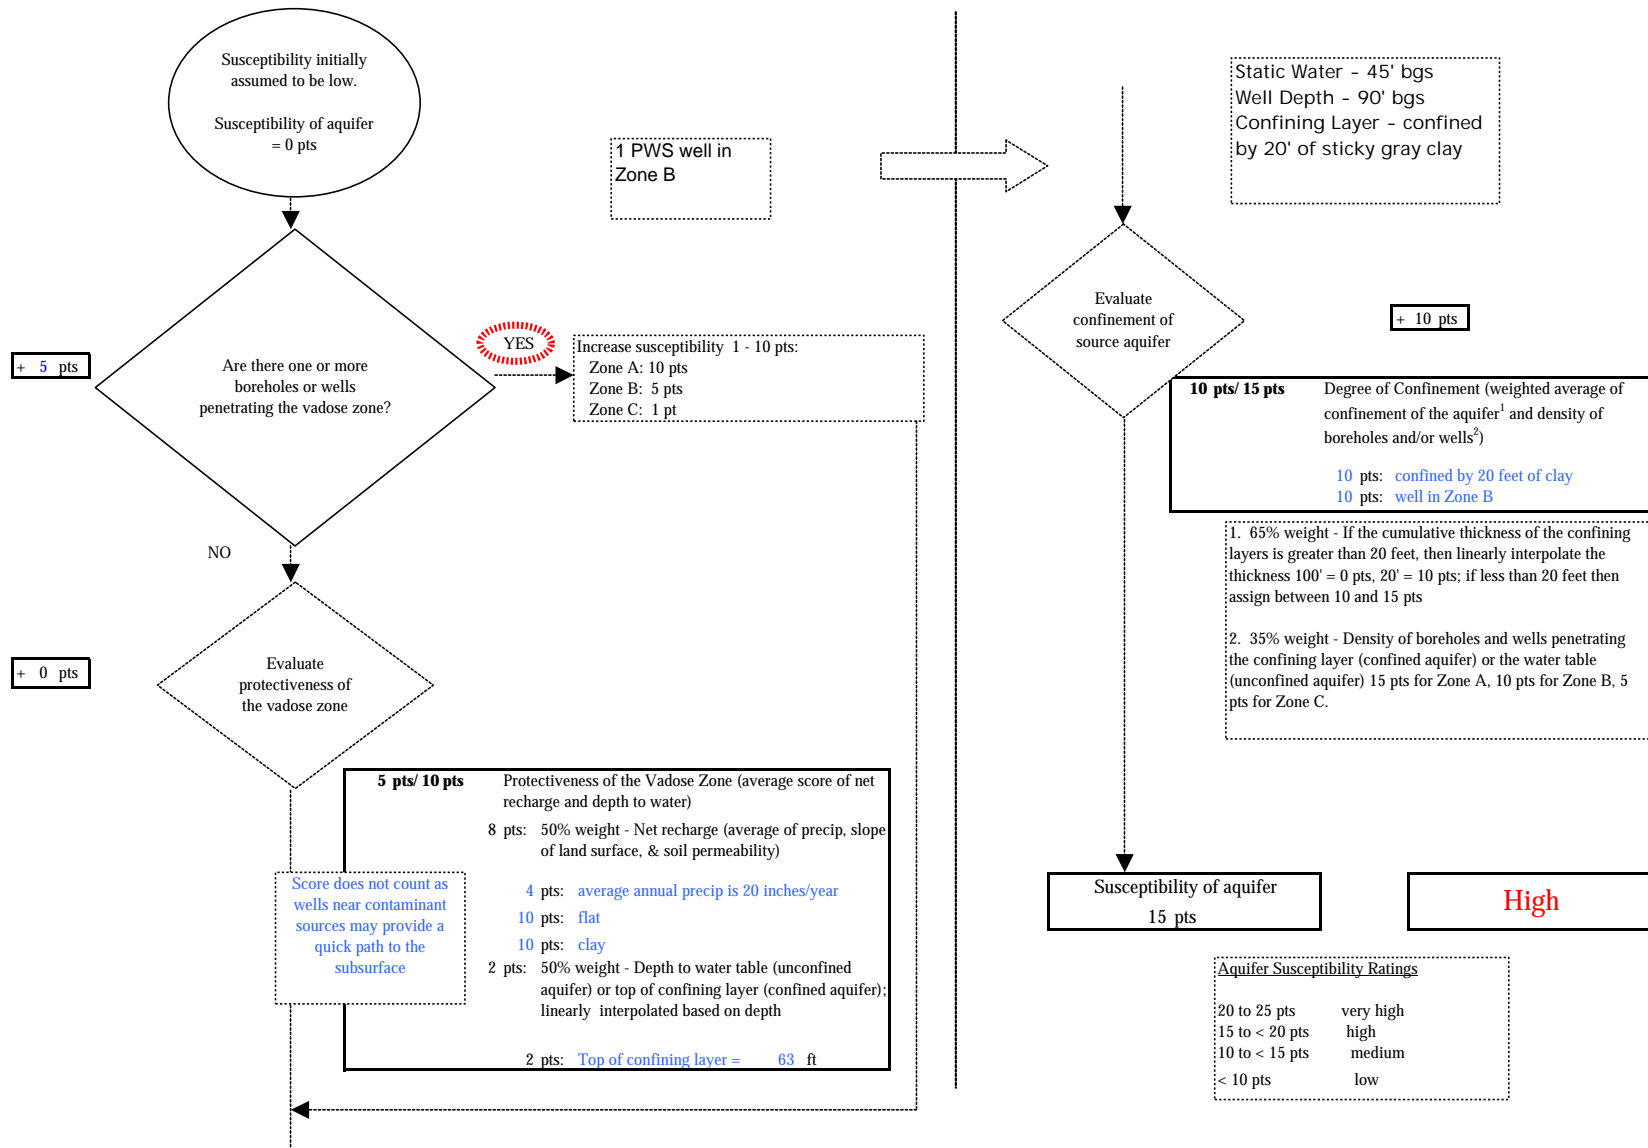 Susceptibility initially
assumed to be low.
Susceptibility of aquifer
= 0 pts
1 PWS well in
Zone B
+ 5 pts
Are there one or more
boreholes or wells
penetrating the vadose zone?
YES
Increase susceptibility 1 - 10 pts:
Zone A: 10 pts
Zone B: 5 pts
Zone C: 1 pt
NO
+ 0 pts
Evaluate
protectiveness of
the vadose zone
5 pts/ 10 pts
Protectiveness of the Vadose Zone (average score of net
recharge and depth to water)
8 pts: 50% weight - Net recharge (average of precip, slope
of land surface, & soil permeability)
4 pts: average annual precip is 20 inches/year
10 pts: flat
10 pts: clay
2 pts: 50% weight - Depth to water table (unconfined
aquifer) or top of confining layer (confined aquifer);
linearly interpolated based on depth
2 pts: Top of confining layer = 63 ft
Score does not count as
wells near contaminant
sources may provide a
quick path to the
subsurface
Static Water - 45' bgs
Well Depth - 90' bgs
Confining Layer - confined
by 20' of sticky gray clay
Evaluate
confinement of
source aquifer
+ 10 pts
10 pts/ 15 pts
Degree of Confinement (weighted average of
confinement of the aquifer¹ and density of
boreholes and/or wells²)
10 pts: confined by 20 feet of clay
10 pts: well in Zone B
1. 65% weight - If the cumulative thickness of the confining
layers is greater than 20 feet, then linearly interpolate the
thickness 100' = 0 pts, 20' = 10 pts; if less than 20 feet then
assign between 10 and 15 pts
2. 35% weight - Density of boreholes and wells penetrating
the confining layer (confined aquifer) or the water table
(unconfined aquifer) 15 pts for Zone A, 10 pts for Zone B, 5
pts for Zone C.
Susceptibility of aquifer
15 pts
High
Aquifer Susceptibility Ratings
20 to 25 pts very high
15 to < 20 pts high
10 to < 15 pts medium
< 10 pts low